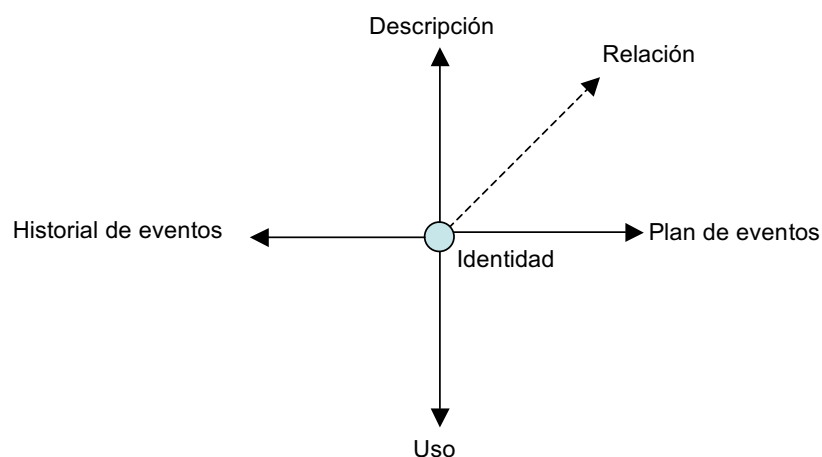 Descripción
Relación
Historial de eventos
Plan de eventos
Identidad
Uso